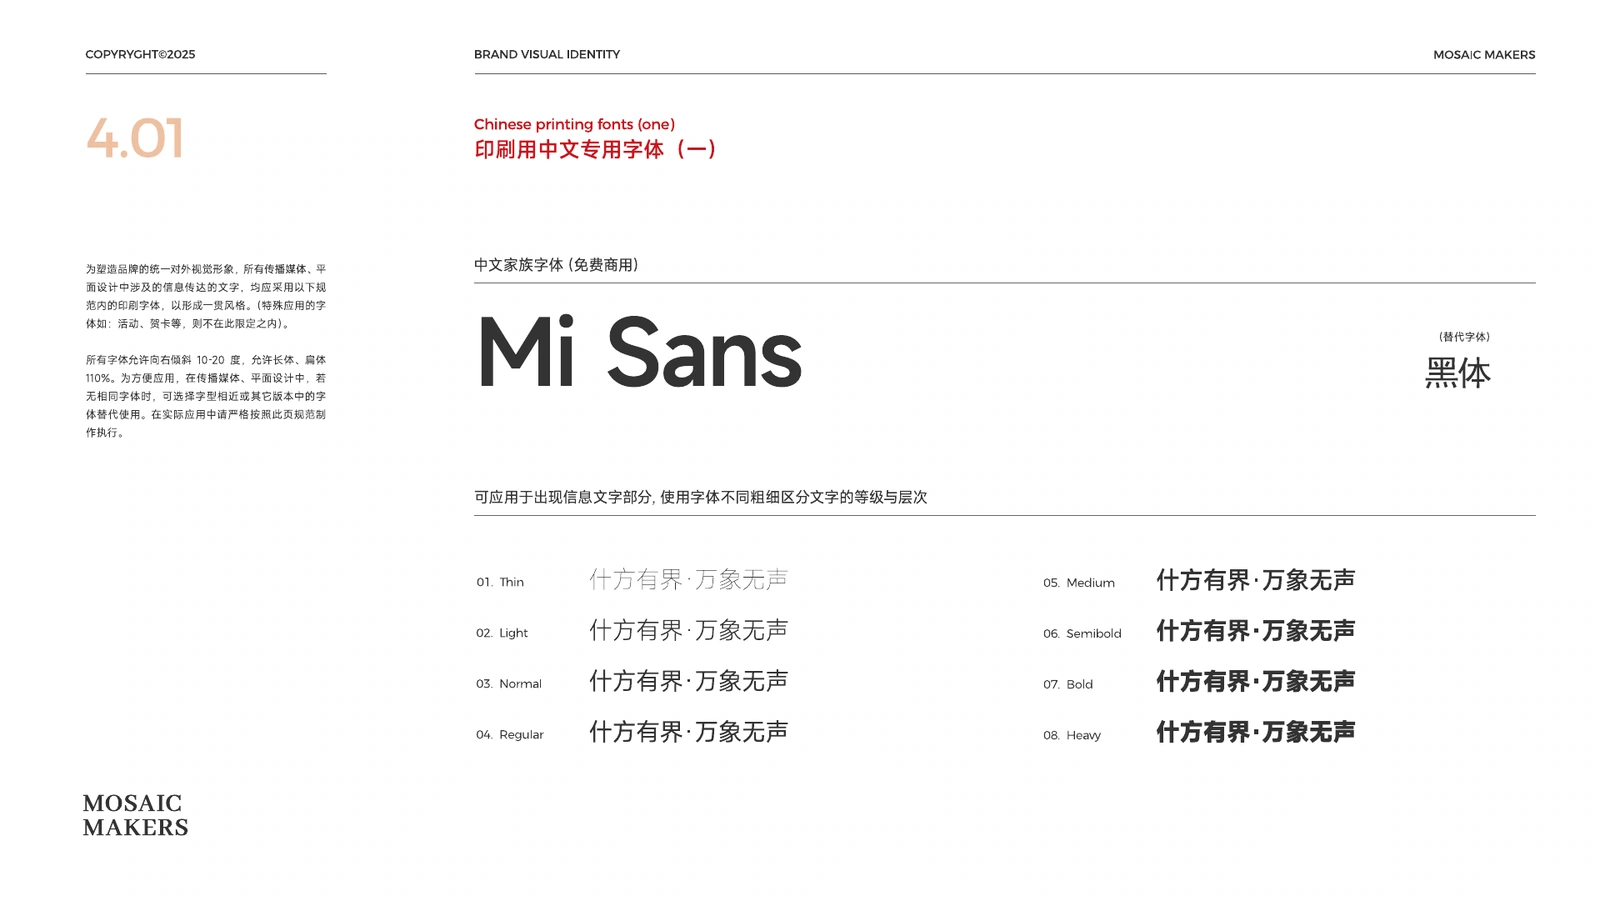 COPYRYGHT©2025
BRAND VISUAL IDENTITY
MOSAIC MAKERS
4.01
Chinese printing fonts (one)
印刷用中文专用字体（一）
为塑造品牌的统一对外视觉形象，所有传播媒体、平
面设计中涉及的信息传达的文字，均应采用以下规
范内的印刷字体，以形成一贯风格。（特殊应用的字
体如：活动、贺卡等，则不在此限定之内）。
所有字体允许向右倾斜 10-20 度，允许长体、扁体
110%。为方便应用，在传播媒体、平面设计中，若
无相同字体时，可选择字型相近或其它版本中的字
体替代使用。在实际应用中请严格按照此页规范制
作执行。
中文家族字体 (免费商用)
Mi Sans
(替代字体)
黑体
可应用于出现信息文字部分, 使用字体不同粗细区分文字的等级与层次
01. Thin 什方有界·万象无声
02. Light 什方有界·万象无声
03. Normal 什方有界·万象无声
04. Regular 什方有界·万象无声
05. Medium 什方有界·万象无声
06. Semibold 什方有界·万象无声
07. Bold 什方有界·万象无声
08. Heavy 什方有界·万象无声
MOSAIC
MAKERS